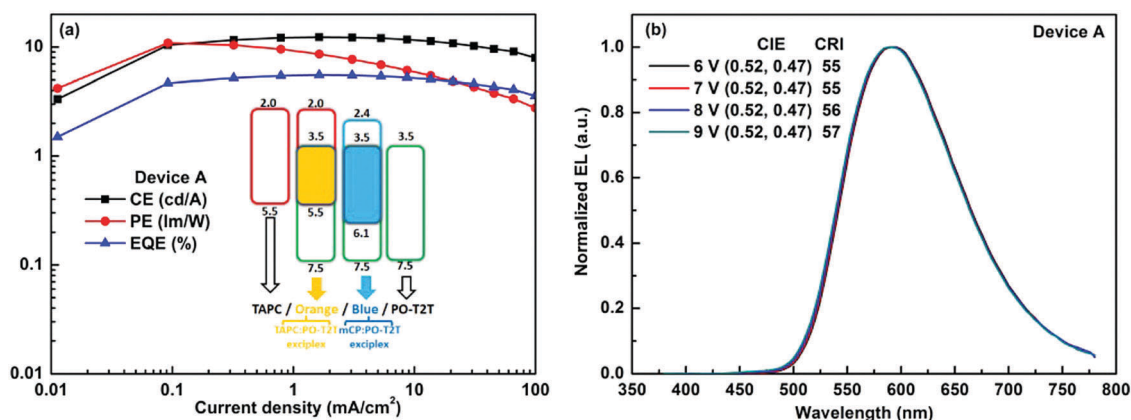 (a)
10
1
0.1
0.01
0.01
0.1
1
10
100
Current density (mA/cm²)
Device A
CE (cd/A)
PE (lm/W)
EQE (%)
2.0
2.0
2.4
3.5
3.5
3.5
5.5
5.5
6.1
7.5
7.5
7.5
TAPC / Orange / Blue / PO-T2T
TAPC:PO-T2T mCP:PO-T2T
exciplex exciplex
(b)
Device A
CIE CRI
6 V (0.52, 0.47) 55
7 V (0.52, 0.47) 55
8 V (0.52, 0.47) 56
9 V (0.52, 0.47) 57
Normalized EL (a.u.)
1.0
0.8
0.6
0.4
0.2
0.0
350 400 450 500 550 600 650 700 750 800
Wavelength (nm)